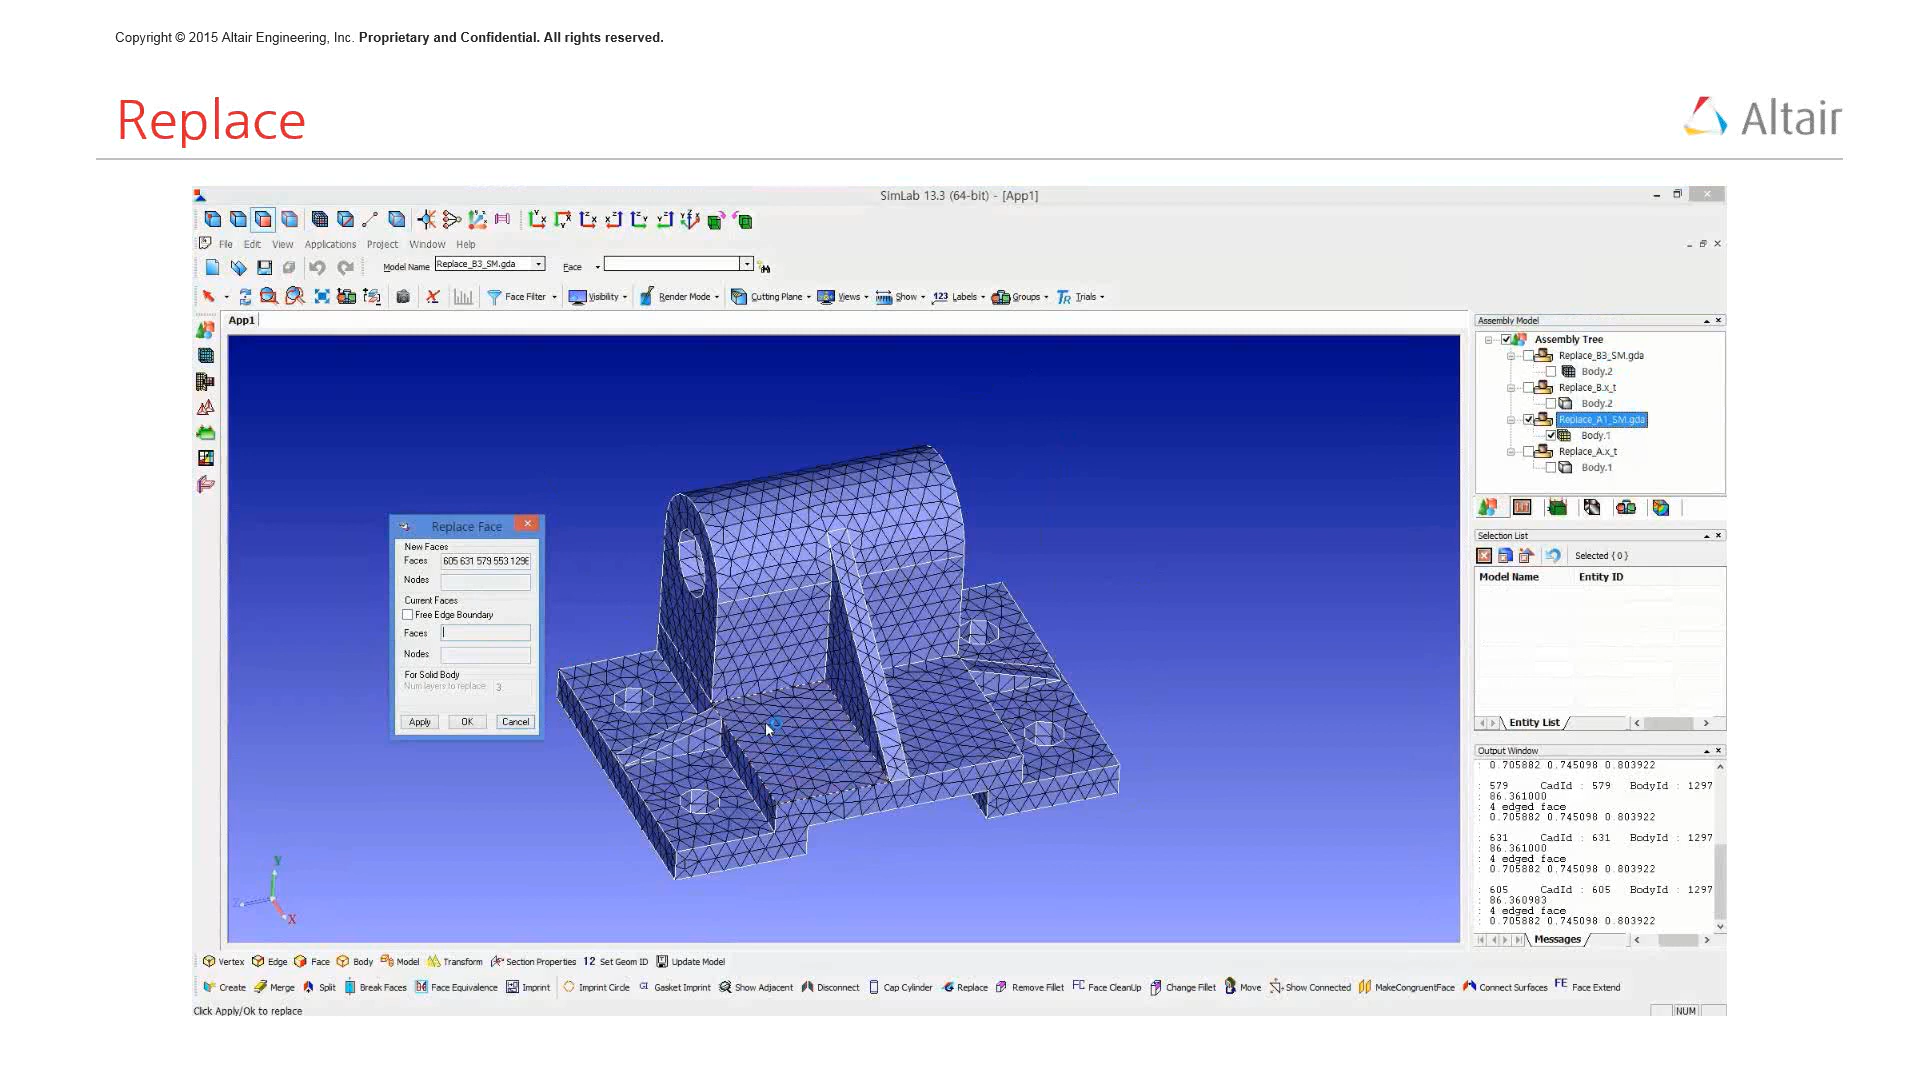 Copyright © 2015 Altair Engineering, Inc. Proprietary and Confidential. All rights reserved.
Replace
Altair
SimLab 13.3 (64-bit) - [App1]
File Edit View Applications Project Window Help
Model Name Replace_B3_SM.gda Face
Face Filter Visibility Render Mode Cutting Plane Views Show 123 Labels Groups TR Trials
App1
Assembly Model
Assembly Tree
Replace_B3_SM.gda
Body.2
Replace_B.x_t
Body.2
Replace_A1_SM.gda
Body.1
Replace_A.x_t
Body.1
Replace Face
New Faces
Faces 605 631 579 553 1296
Nodes
Current Faces
Free Edge Boundary
Faces
Nodes
For Solid Body
Num layers to replace 3
Apply OK Cancel
Selection List
Selected { 0 }
Model Name Entity ID
Entity List
Output Window
: 0.705882 0.745098 0.803922
: 579 CadId : 579 BodyId : 1297
: 86.361000
: 4 edged face
: 0.705882 0.745098 0.803922
: 631 CadId : 631 BodyId : 1297
: 86.361000
: 4 edged face
: 0.705882 0.745098 0.803922
: 605 CadId : 605 BodyId : 1297
: 86.360983
: 4 edged face
: 0.705882 0.745098 0.803922
Messages
Y
Z
X
Vertex Edge Face Body Model Transform Section Properties 12 Set Geom ID Update Model
Create Merge Split Break Faces Face Equivalence Imprint Imprint Circle GI Gasket Imprint Show Adjacent Disconnect Cap Cylinder Replace Remove Fillet FC Face CleanUp Change Fillet Move Show Connected MakeCongruentFace Connect Surfaces FE Face Extend
Click Apply/Ok to replace
NUM